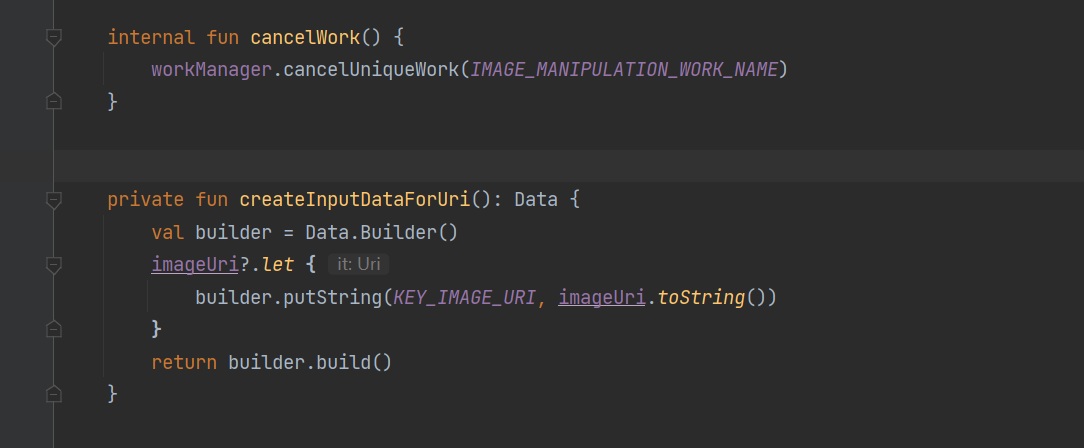 internal fun cancelWork() {
workManager.cancelUniqueWork(IMAGE_MANIPULATION_WORK_NAME)
}
private fun createInputDataForUri(): Data {
val builder = Data.Builder()
imageUri?.let { it: Uri
builder.putString(KEY_IMAGE_URI, imageUri.toString())
}
return builder.build()
}